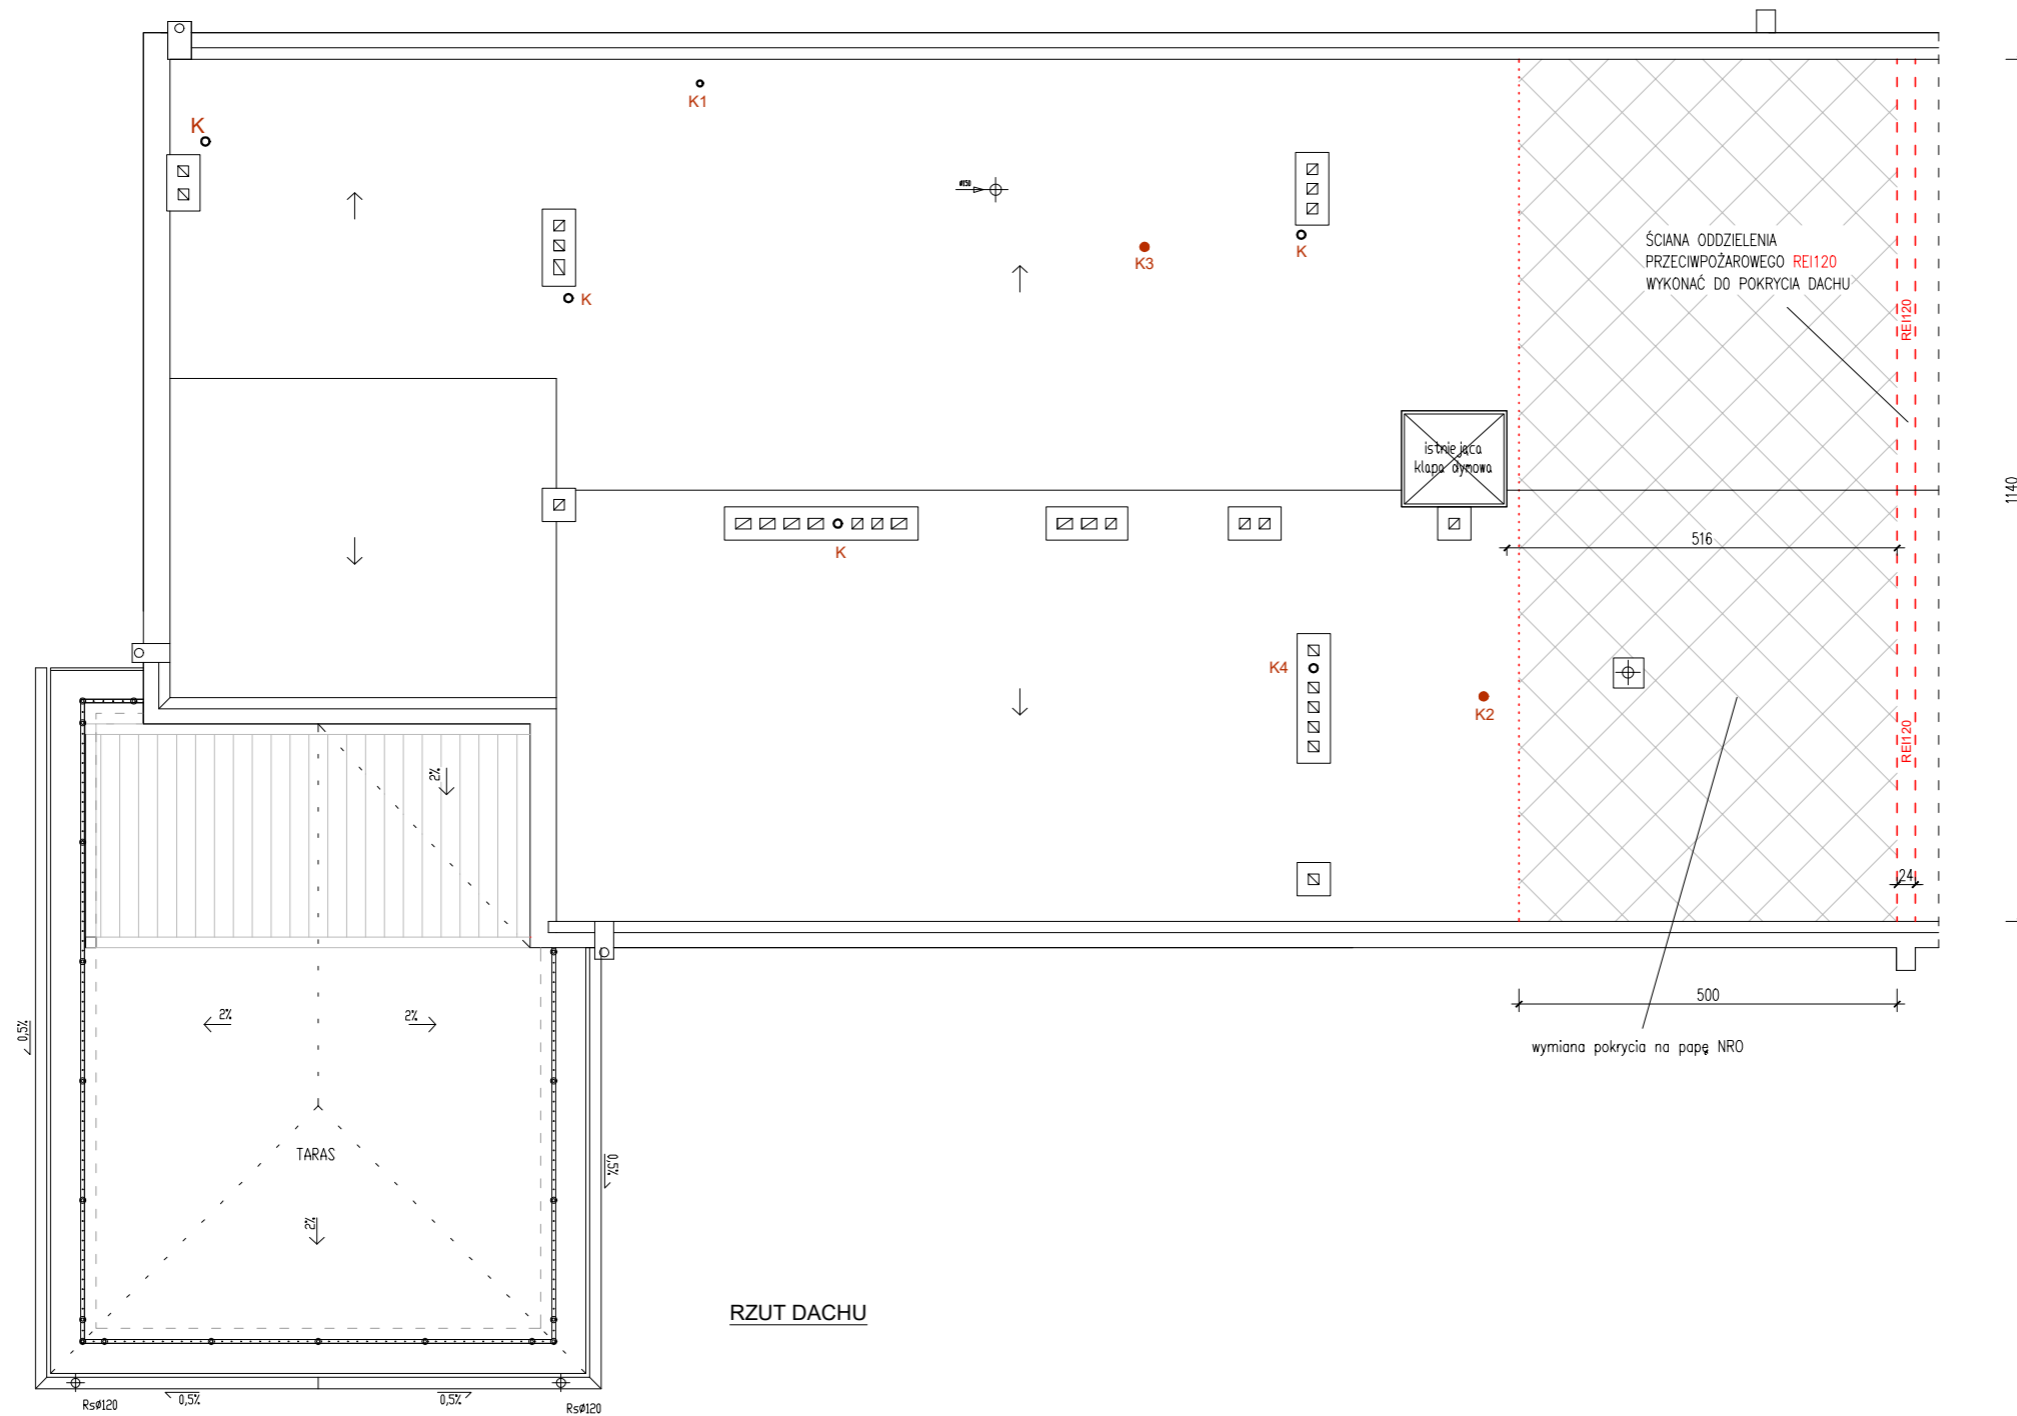 K1
K
ø150
K3
K
K
ŚCIANA ODDZIELENIA
PRZECIWPOŻAROWEGO REI120
WYKONAĆ DO POKRYCIA DACHU
REI120
istniejąca
klapa dymowa
1140
K
516
K4
K2
REI120
2%
24
500
wymiana pokrycia na papę NRO
0,5%
2%
2%
TARAS
0,5%
2%
RZUT DACHU
Rsø120
0,5%
0,5%
Rsø120